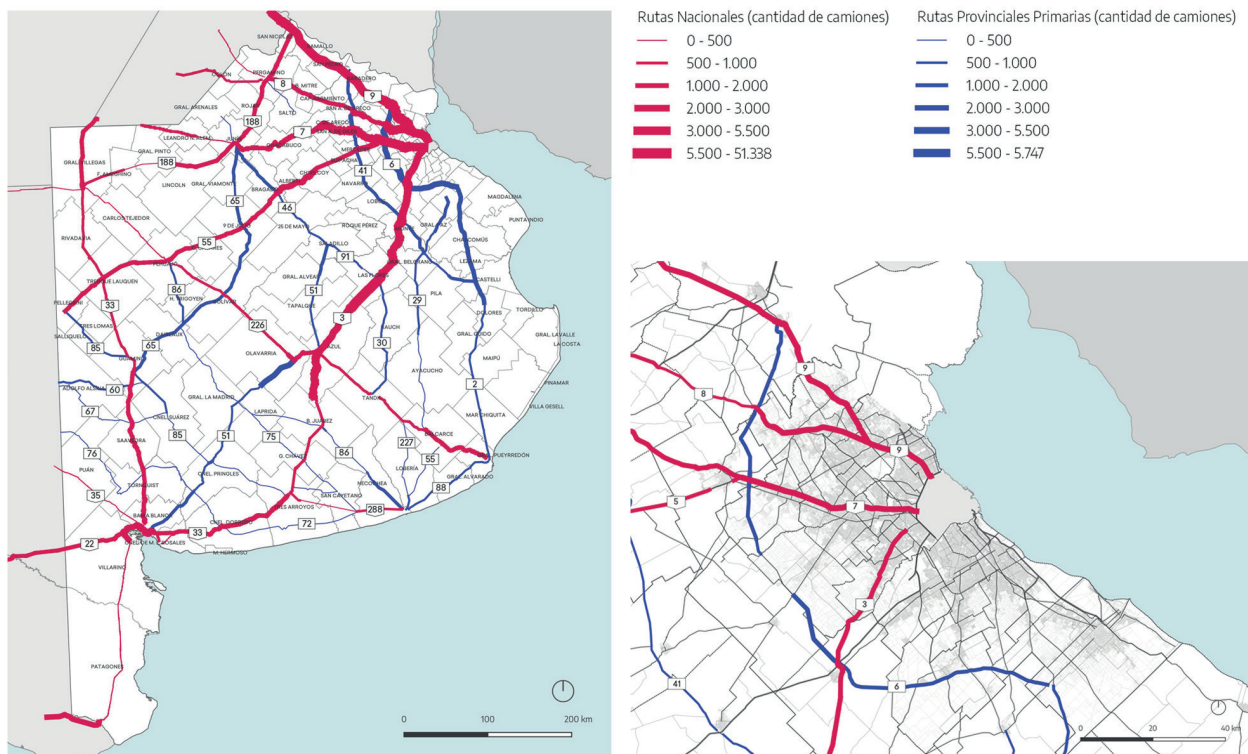 Rutas Nacionales (cantidad de camiones)
0 - 500
500 - 1.000
1.000 - 2.000
2.000 - 3.000
3.000 - 5.500
5.500 - 51.338
Rutas Provinciales Primarias (cantidad de camiones)
0 - 500
500 - 1.000
1.000 - 2.000
2.000 - 3.000
3.000 - 5.500
5.500 - 5.747
SAN NICOLÁS
RAMALLO
COLÓN
PERGAMINO
8
B. MITRE
9
GRAL. ARENALES
ROJAS
SALTO
188
7
LEANDRO N. ALEM
GRAL. PINTO
188
GRAL. VILLEGAS
F. AMEGHINO
LINCOLN
GRAL. VIAMONTE
6
41
NAVARRO
65
46
LOBOS
MAGDALENA
PUNTA INDIO
CARLOS TEJEDOR
9 DE JULIO
25 DE MAYO
ROQUE PÉREZ
GRAL. PAZ
CHASCOMÚS
RIVADAVIA
55
SALADILLO
91
LEZAMA
GRAL. BELGRANO
CASTELLI
TRENQUE LAUQUEN
86
H. YRIGOYEN
GRAL. ALVEAR
51
LAS FLORES
PILA
29
PELLEGRINI
33
BOLÍVAR
TAPALQUÉ
DOLORES
TORDILLO
TRES LOMAS
226
3
SALLIQUELÓ
85
DAIREAUX
65
RAUCH
GRAL. GUIDO
GRAL. LAVALLE
LA COSTA
GUAMINÍ
OLAVARRÍA
AZUL
30
MAIPÚ
ADOLFO ALSINA
60
AYACUCHO
2
PINAMAR
67
GRAL. LA MADRID
TANDIL
CNEL. SUÁREZ
LAPRIDA
MAR CHIQUITA
VILLA GESELL
85
51
75
B. JUÁREZ
BALCARCE
SAAVEDRA
227
76
86
55
GRAL. PUEYRREDÓN
PUÁN
CNEL. PRINGLES
G. CHÁVES
LOBERÍA
88
GRAL. ALVARADO
TORNQUIST
NECOCHEA
35
SAN CAYETANO
BAHÍA BLANCA
TRES ARROYOS
288
33
CNEL. DORREGO
72
22
CNEL. DE M. L. ROSALES
M. HERMOSO
VILLARINO
PATAGONES
0
100
200 km
9
8
9
5
7
3
6
41
0
20
40 km